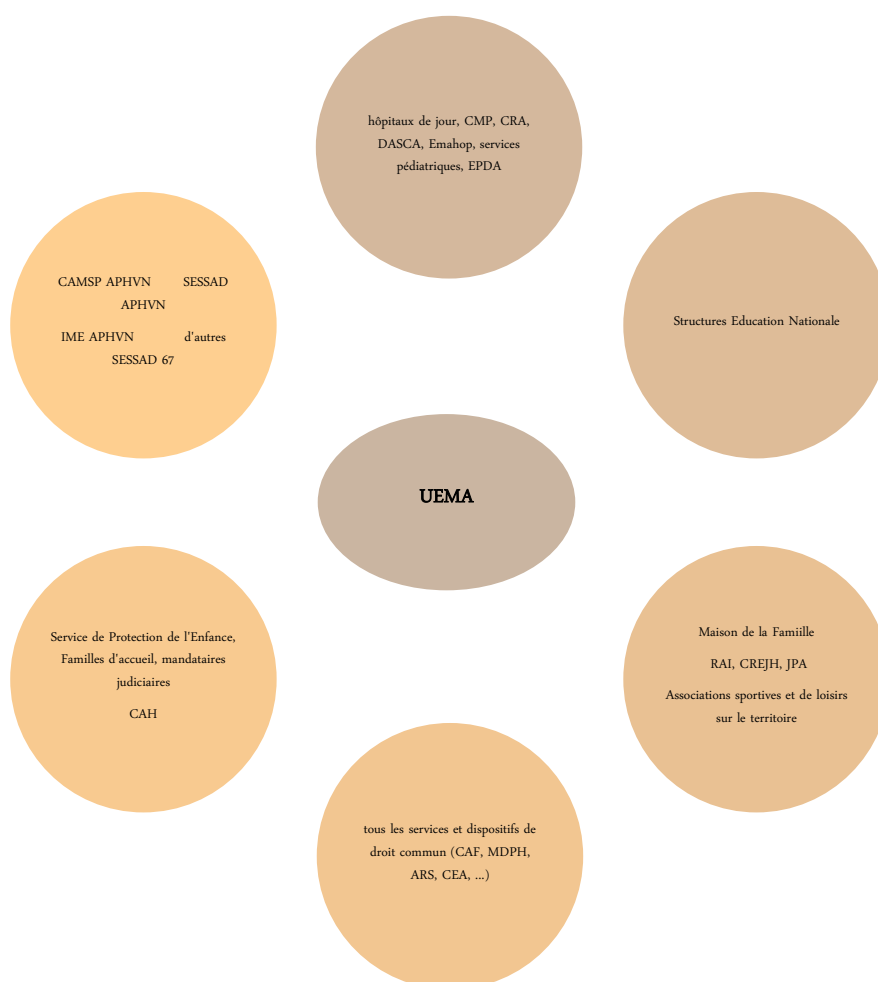 hôpitaux de jour, CMP, CRA,
DASCA, Emahop, services
pédiatriques, EPDA
CAMSP APHVN SESSAD
APHVN
IME APHVN d'autres
SESSAD 67
Structures Education Nationale
UEMA
Service de Protection de l'Enfance,
Familles d'accueil, mandataires
judiciaires
CAH
Maison de la Famiille
RAI, CREJH, JPA
Associations sportives et de loisirs
sur le territoire
tous les services et dispositifs de
droit commun (CAF, MDPH,
ARS, CEA, ...)